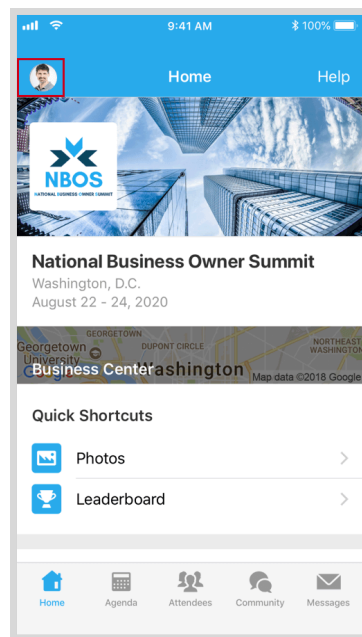 9:41 AM
100%
Home
Help
NBOS
NATIONAL BUSINESS OWNER SUMMIT
National Business Owner Summit
Washington, D.C.
August 22 - 24, 2020
GEORGETOWN
Georgetown
University
DUPONT CIRCLE
NORTHEAST
WASHINGTON
Business Center
Washington
Google
Map data ©2018 Google
Quick Shortcuts
Photos
Leaderboard
Home
Agenda
Attendees
Community
Messages